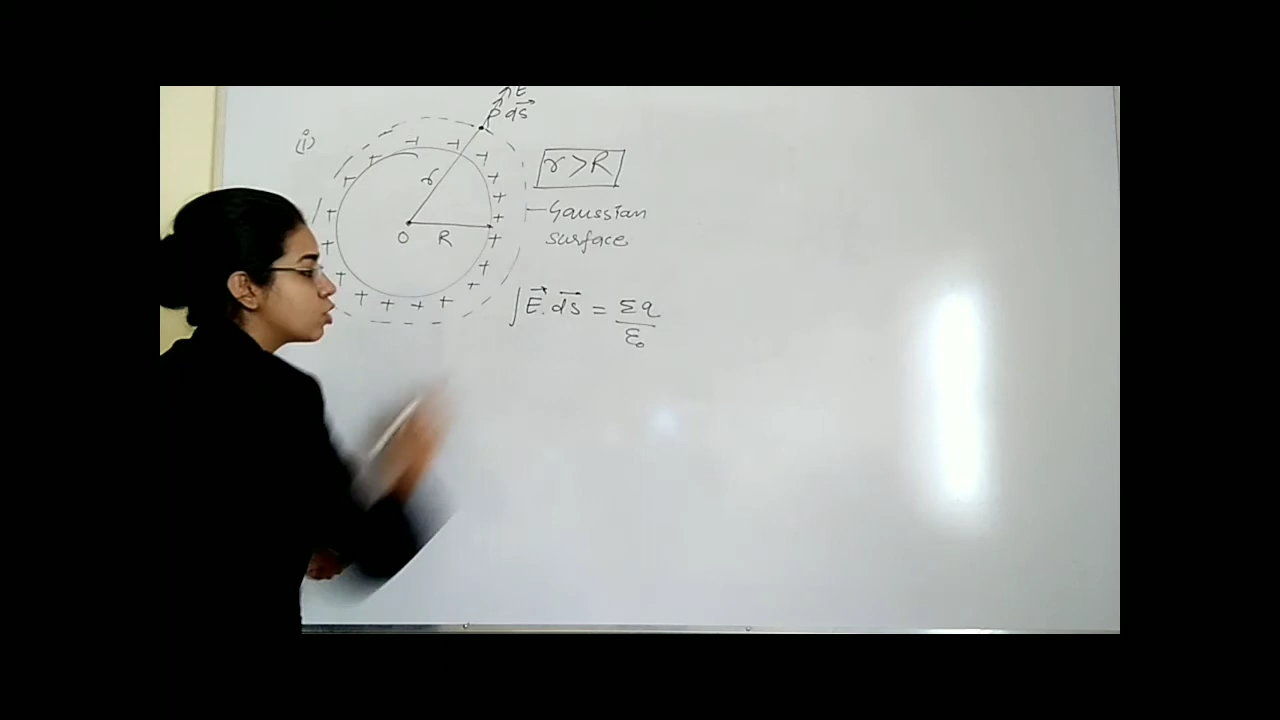 (i)
E
P ds
r > R
r
Gaussian
surface
O R
∫ E . ds = Σq / ε₀